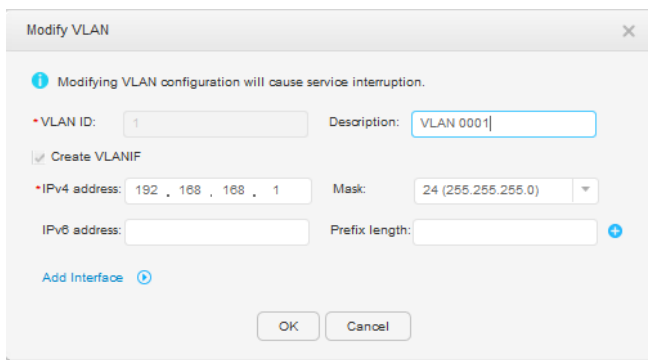 Modify VLAN
Modifying VLAN configuration will cause service interruption.
*VLAN ID: 1 Description: VLAN 0001
Create VLANIF
*IPv4 address: 192 . 168 . 168 . 1 Mask: 24 (255.255.255.0)
IPv6 address: Prefix length:
Add Interface
OK Cancel